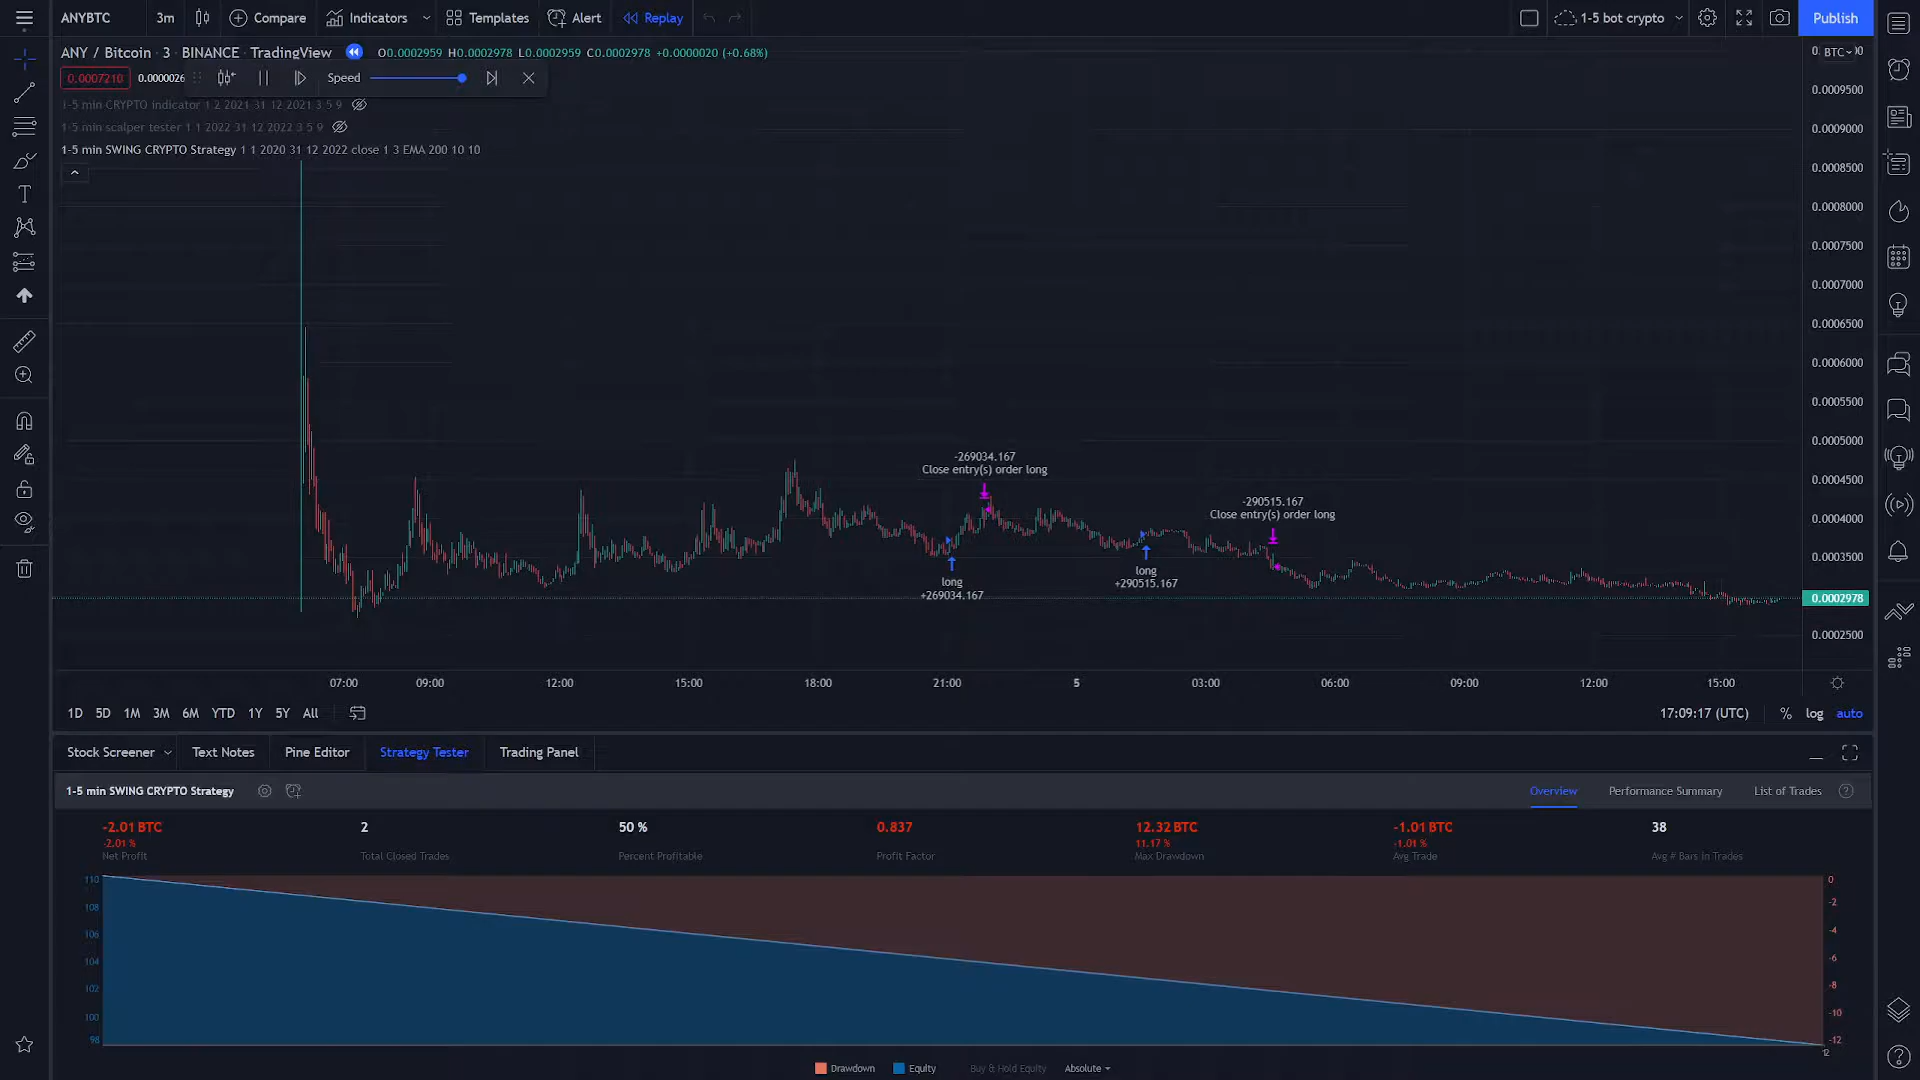 ANYBTC 3m Compare Indicators Templates Alert Replay 1-5 bot crypto Publish
ANY / Bitcoin · 3 · BINANCE · TradingView O0.0002959 H0.0002978 L0.0002959 C0.0002978 +0.0000020 (+0.68%)
BTC
0.0007210 0.0000026 Speed
1-5 min CRYPTO Indicator 1 2 2021 31 12 2021 3 5 9
1-5 min scalper tester 1 1 2022 31 12 2022 3 5 9
1-5 min SWING CRYPTO Strategy 1 1 2020 31 12 2022 close 1 3 EMA 200 10 10
0.0009500
0.0009000
0.0008500
0.0008000
0.0007500
0.0007000
0.0006500
0.0006000
0.0005500
0.0005000
0.0004500
0.0004000
0.0003500
0.0002978
0.0002500
-269034.167
Close entry(s) order long
-290515.167
Close entry(s) order long
long
+269034.167
long
+290515.167
07:00 09:00 12:00 15:00 18:00 21:00 5 03:00 06:00 09:00 12:00 15:00
1D 5D 1M 3M 6M YTD 1Y 5Y All 17:09:17 (UTC) % log auto
Stock Screener Text Notes Pine Editor Strategy Tester Trading Panel
1-5 min SWING CRYPTO Strategy Overview Performance Summary List of Trades
-2.01 BTC 2 50 % 0.837 12.32 BTC -1.01 BTC 38
-2.01 % 11.17 % -1.01 %
Net Profit Total Closed Trades Percent Profitable Profit Factor Max Drawdown Avg Trade Avg # Bars in Trades
110
108
106
104
102
100
98
0
-2
-4
-6
-8
-10
-12
2
Drawdown Equity Buy & Hold Equity Absolute